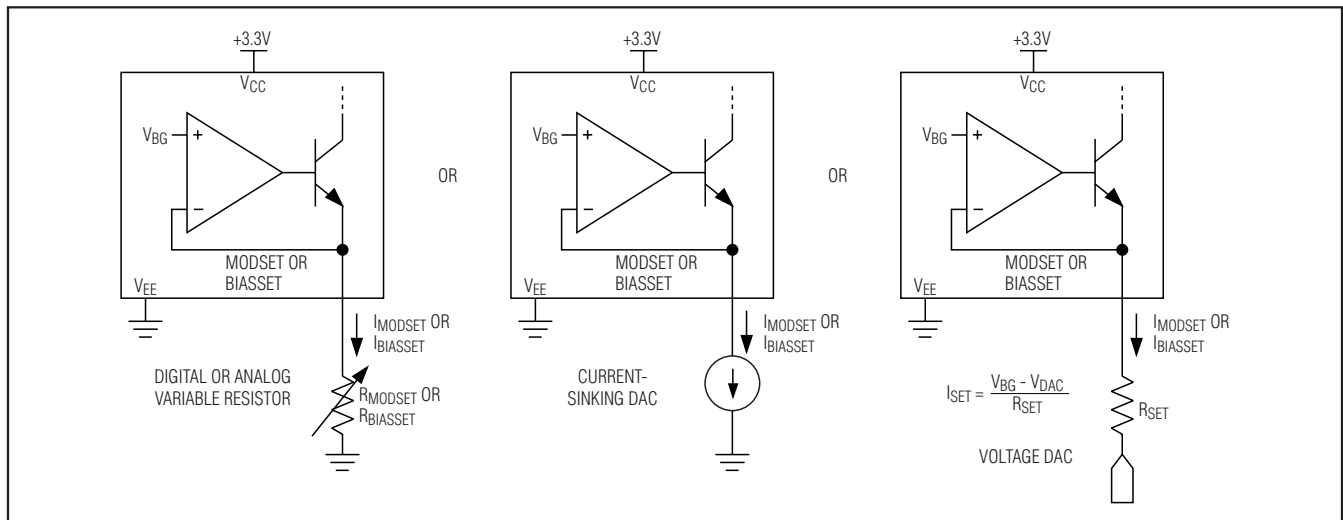 +3.3V
VCC
VBG
+
−
MODSET OR
BIASSET
VEE
IMODSET OR
IBIASSET
DIGITAL OR ANALOG
VARIABLE RESISTOR
RMODSET OR
RBIASSET
OR
+3.3V
VCC
VBG
+
−
MODSET OR
BIASSET
VEE
IMODSET OR
IBIASSET
CURRENT-
SINKING DAC
OR
+3.3V
VCC
VBG
+
−
MODSET OR
BIASSET
VEE
IMODSET OR
IBIASSET
ISET = VBG - VDAC
RSET
RSET
VOLTAGE DAC